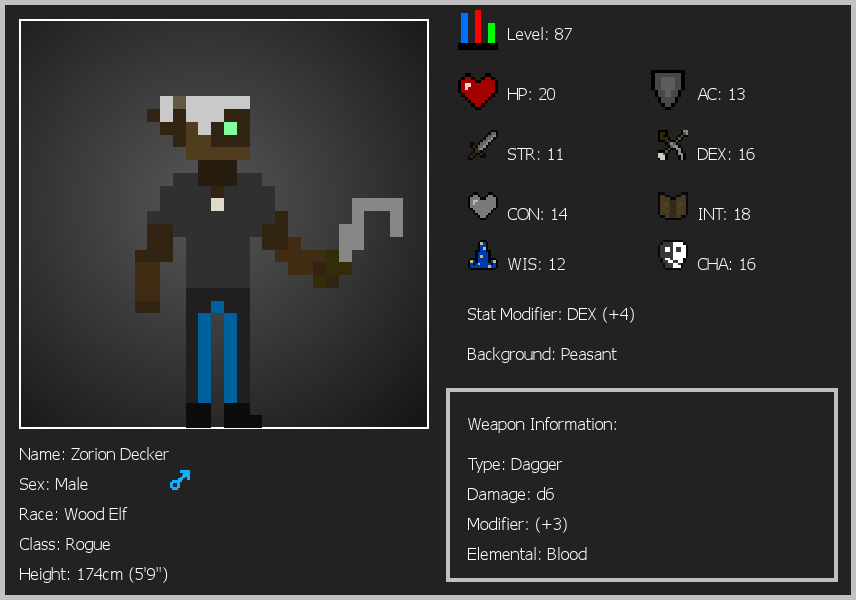 Level: 87
HP: 20
AC: 13
STR: 11
DEX: 16
CON: 14
INT: 18
WIS: 12
CHA: 16
Stat Modifier: DEX (+4)
Background: Peasant
Weapon Information:
Type: Dagger
Damage: d6
Modifier: (+3)
Elemental: Blood
Name: Zorion Decker
Sex: Male
Race: Wood Elf
Class: Rogue
Height: 174cm (5'9")